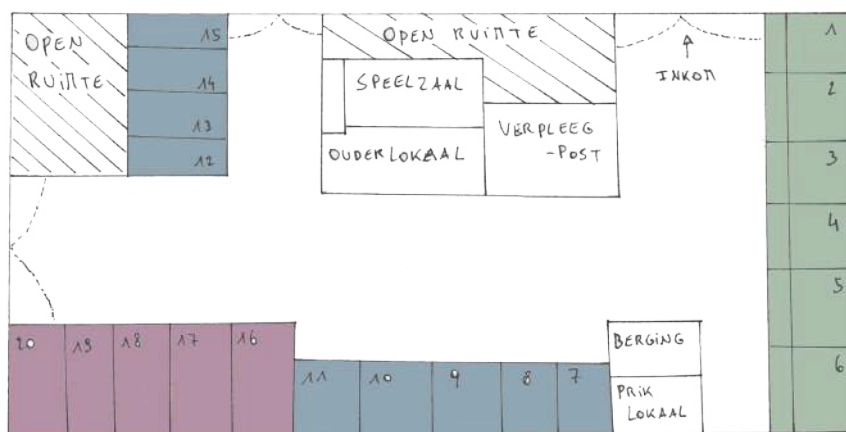 OPEN
RUIMTE
15
14
13
12
OPEN RUIMTE
SPEELZAAL
OUDERLOKAAL
VERPLEEG
-POST
INKOM
1
2
3
4
5
6
20
19
18
17
16
11
10
9
8
7
BERGING
PRIK
LOKAAL